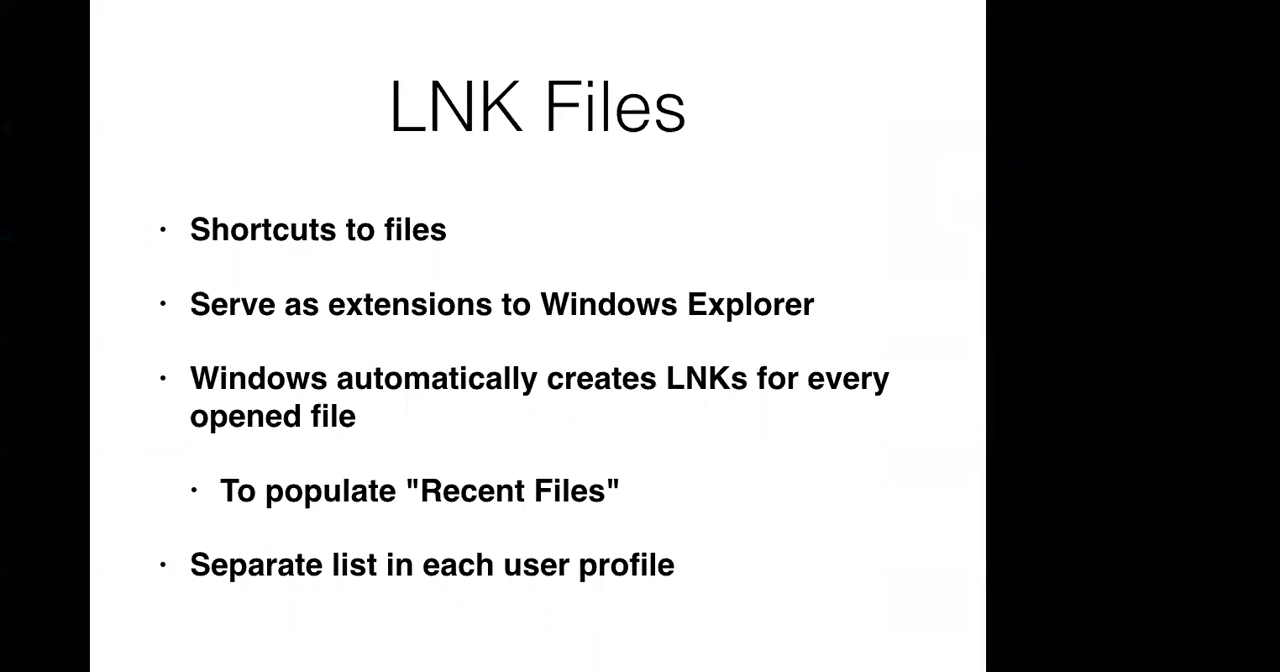 LNK Files
· Shortcuts to files
· Serve as extensions to Windows Explorer
· Windows automatically creates LNKs for every
opened file
· To populate "Recent Files"
· Separate list in each user profile